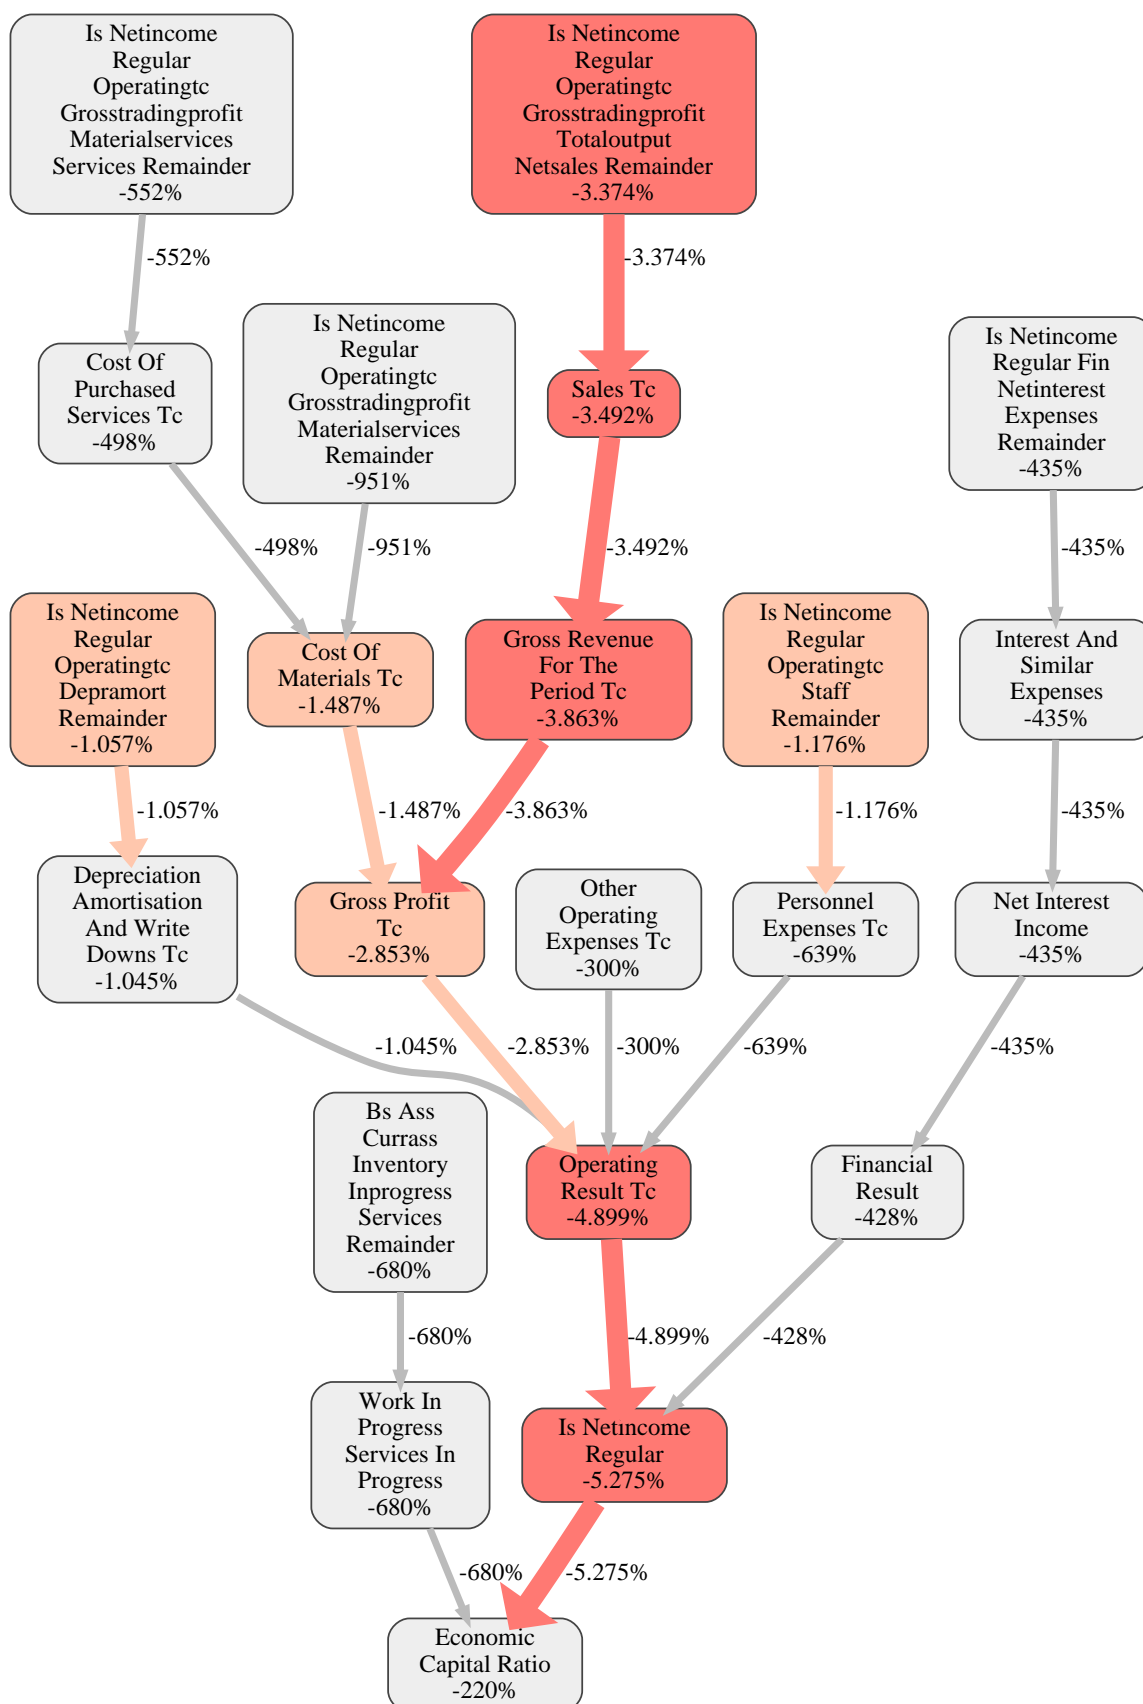 Is Netincome
Regular
Operatingtc
Grosstradingprofit
Materialservices
Services Remainder
-552%
Is Netincome
Regular
Operatingtc
Grosstradingprofit
Totaloutput
Netsales Remainder
-3.374%
-552%
-3.374%
Cost Of
Purchased
Services Tc
-498%
Is Netincome
Regular
Operatingtc
Grosstradingprofit
Materialservices
Remainder
-951%
Sales Tc
-3.492%
Is Netincome
Regular Fin
Netinterest
Expenses
Remainder
-435%
-498%
-951%
-3.492%
-435%
Is Netincome
Regular
Operatingtc
Depramort
Remainder
-1.057%
Cost Of
Materials Tc
-1.487%
Gross Revenue
For The
Period Tc
-3.863%
Is Netincome
Regular
Operatingtc
Staff
Remainder
-1.176%
Interest And
Similar
Expenses
-435%
-1.057%
-1.487%
-3.863%
-1.176%
-435%
Depreciation
Amortisation
And Write
Downs Tc
-1.045%
Gross Profit
Tc
-2.853%
Other
Operating
Expenses Tc
-300%
Personnel
Expenses Tc
-639%
Net Interest
Income
-435%
-1.045%
-2.853%
-300%
-639%
-435%
Bs Ass
Currass
Inventory
Inprogress
Services
Remainder
-680%
Operating
Result Tc
-4.899%
Financial
Result
-428%
-680%
-4.899%
-428%
Work In
Progress
Services In
Progress
-680%
Is Netincome
Regular
-5.275%
-680%
-5.275%
Economic
Capital Ratio
-220%